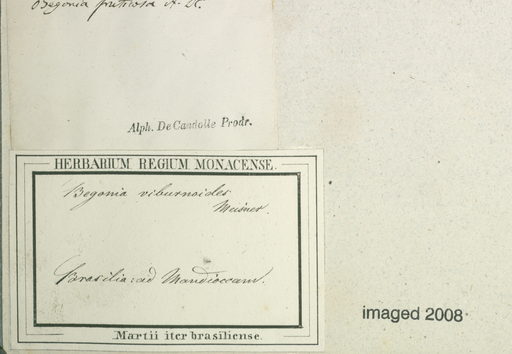 Begonia fruticosa A. DC.
Alph. De Candolle Prodr.
HERBARIUM REGIUM MONACENSE.
Begonia viburnoides
Meisner.
Brasilia: ad Mandioccam.
Martii iter brasiliense.
imaged 2008